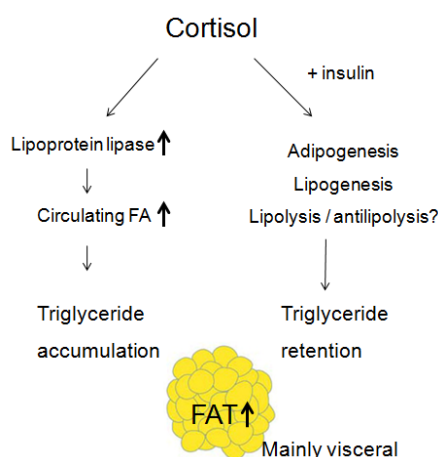 Cortisol
+ insulin
Lipoprotein lipase
Circulating FA
Triglyceride
accumulation
Adipogenesis
Lipogenesis
Lipolysis / antilipolysis?
Triglyceride
retention
FAT
Mainly visceral